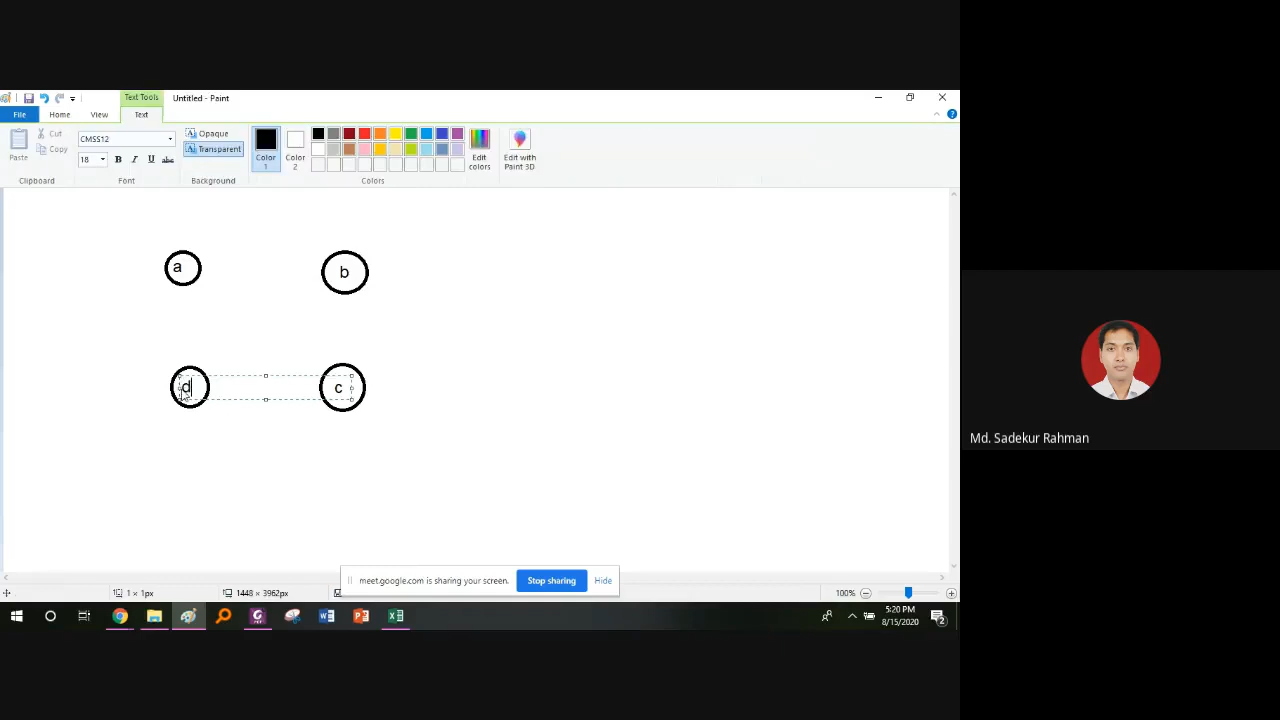 Text Tools
Untitled - Paint
File
Home
View
Text
Paste
Cut
Copy
Clipboard
CMSS12
18
B
I
U
abc
Font
Opaque
Transparent
Background
Color 1
Color 2
Edit colors
Edit with Paint 3D
Colors
a
b
d
c
Md. Sadekur Rahman
meet.google.com is sharing your screen.
Stop sharing
Hide
1 × 1px
1448 × 3962px
100%
5:20 PM
8/15/2020
2